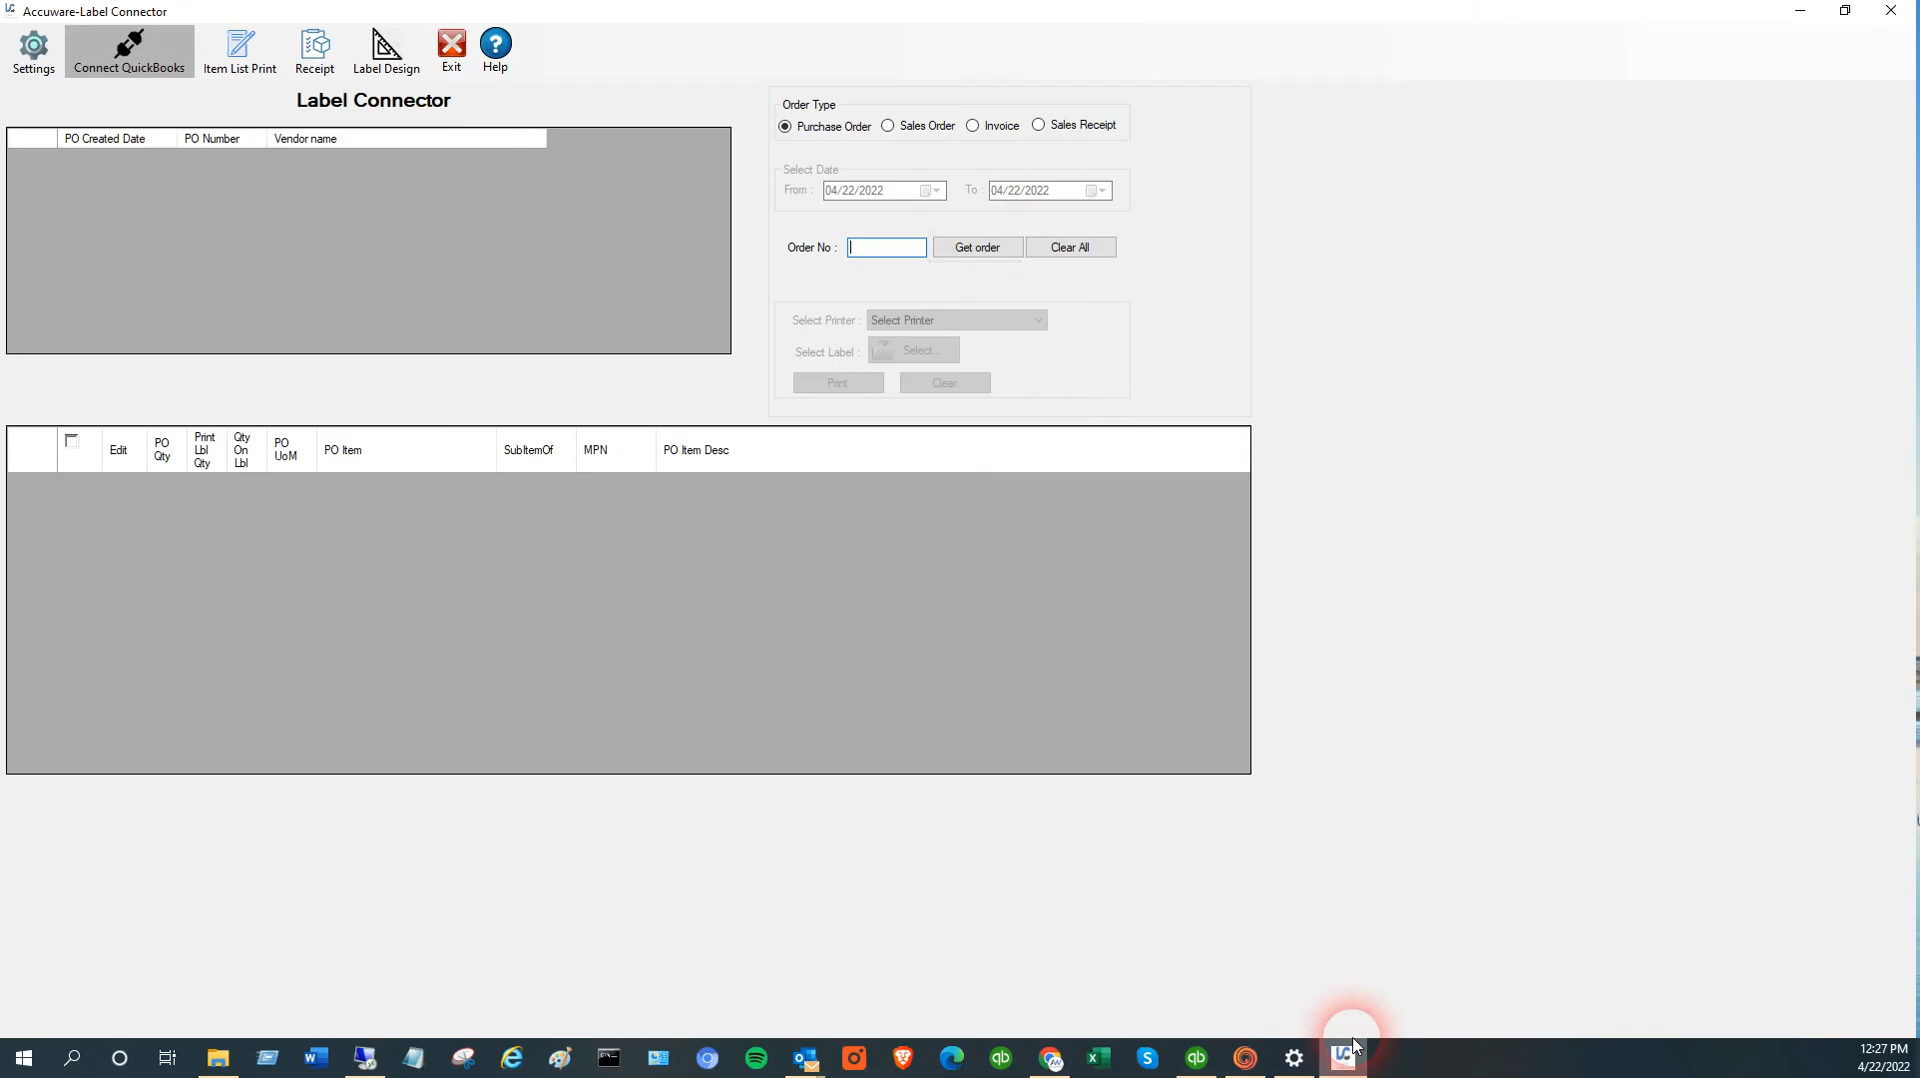 Accuware-Label Connector
Settings
Connect QuickBooks
Item List Print
Receipt
Label Design
Exit
Help
Label Connector
PO Created Date PO Number Vendor name
Order Type
Purchase Order Sales Order Invoice Sales Receipt
Select Date
From : 04/22/2022 To : 04/22/2022
Order No : Get order Clear All
Select Printer : Select Printer
Select Label : Select...
Print Clear
Edit PO Qty Print Lbl Qty Qty On Lbl PO UoM PO Item SubItemOf MPN PO Item Desc
12:27 PM
4/22/2022